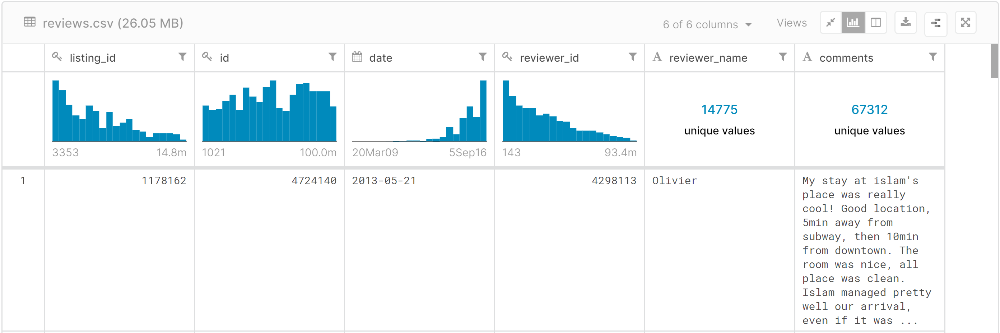 reviews.csv (26.05 MB)
6 of 6 columns
Views
listing_id
id
date
reviewer_id
A reviewer_name
A comments
3353 14.8m
1021 100.0m
20Mar09 5Sep16
143 93.4m
14775
unique values
67312
unique values
1
1178162
4724140
2013-05-21
4298113
Olivier
My stay at islam's
place was really
cool! Good location,
5min away from
subway, then 10min
from downtown. The
room was nice, all
place was clean.
Islam managed pretty
well our arrival,
even if it was ...